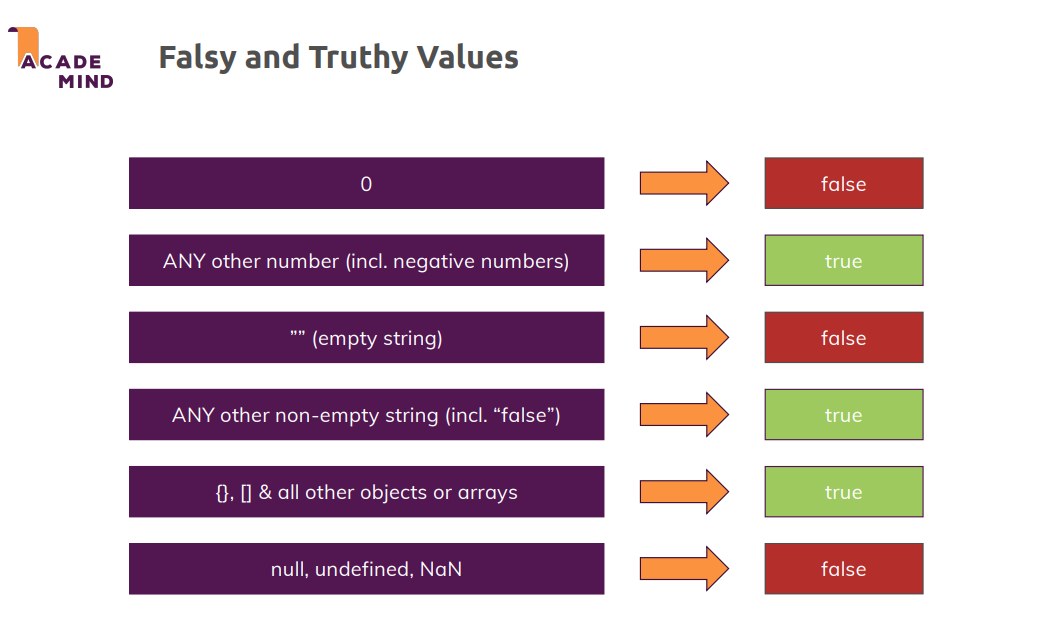 ACADE
MIND
Falsy and Truthy Values
0
false
ANY other number (incl. negative numbers)
true
”” (empty string)
false
ANY other non-empty string (incl. “false”)
true
{}, [] & all other objects or arrays
true
null, undefined, NaN
false